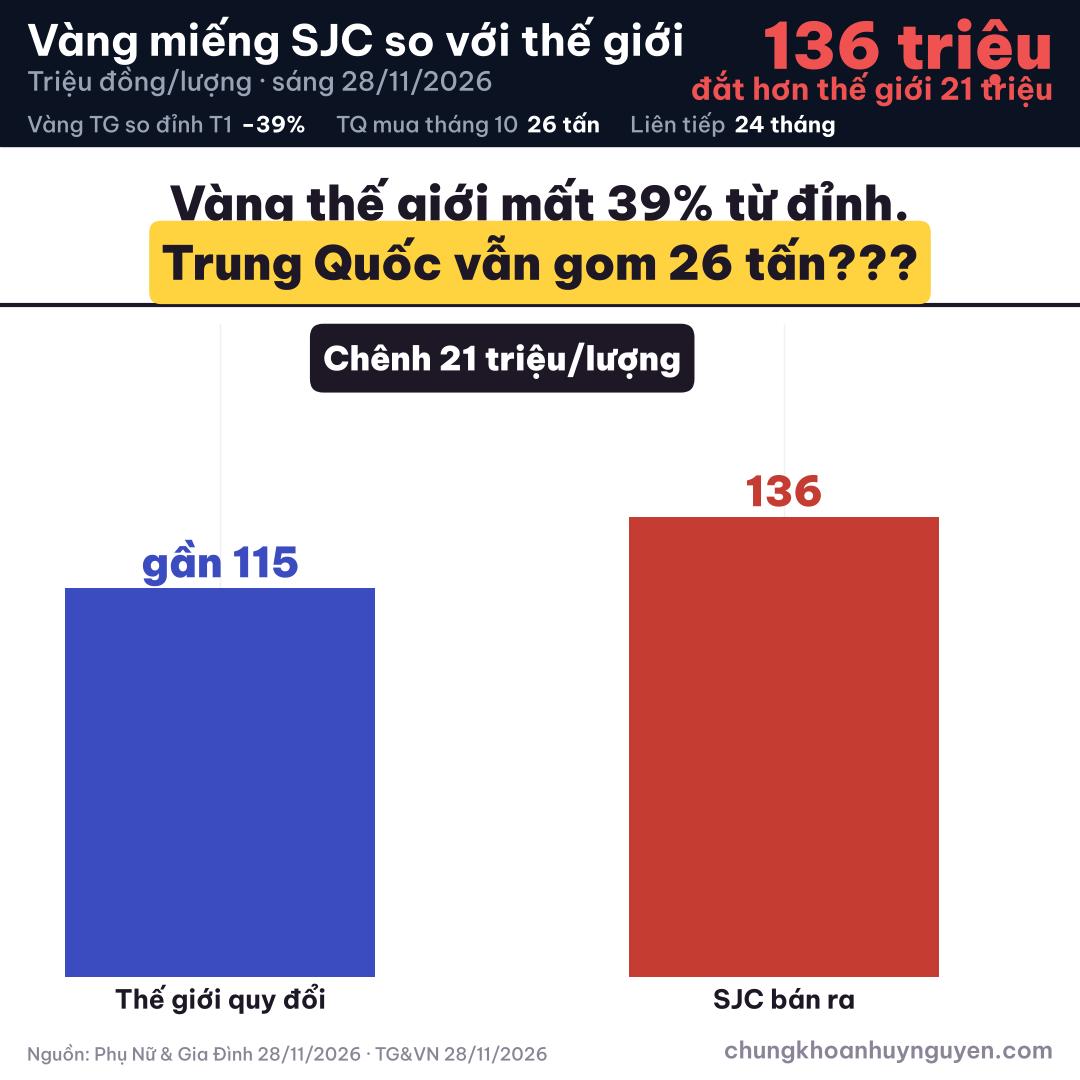 Vàng miếng SJC so với thế giới
136 triệu
Triệu đồng/lượng · sáng 28/11/2026
đắt hơn thế giới 21 triệu
Vàng TG so đỉnh T1 −39% TQ mua tháng 10 26 tấn Liên tiếp 24 tháng
Vàng thế giới mất 39% từ đỉnh.
Trung Quốc vẫn gom 26 tấn???
Chênh 21 triệu/lượng
136
gần 115
Thế giới quy đổi
SJC bán ra
Nguồn: Phụ Nữ & Gia Đình 28/11/2026 · TG&VN 28/11/2026
chungkhoanhuynguyen.com